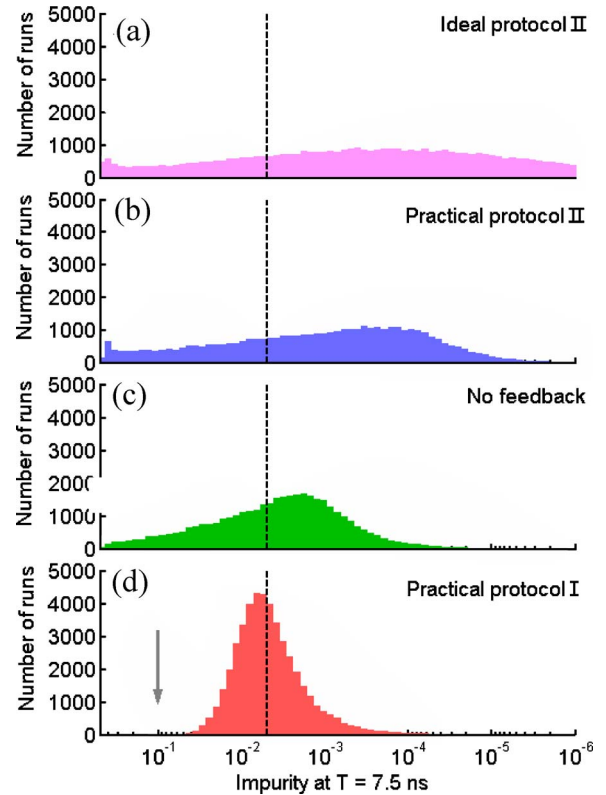 5000
4000
3000
2000
1000
0
Number of runs
(a)
Ideal protocol II
5000
4000
3000
2000
1000
0
Number of runs
(b)
Practical protocol II
5000
4000
3000
2000
1000
0
Number of runs
(c)
No feedback
5000
4000
3000
2000
1000
0
Number of runs
(d)
Practical protocol I
10⁻¹ 10⁻² 10⁻³ 10⁻⁴ 10⁻⁵ 10⁻⁶
Impurity at T = 7.5 ns